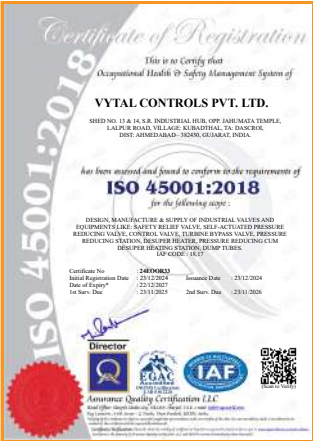 Certificate of Registration
This is to Certify that
Occupational Health & Safety Management System of
VYTAL CONTROLS PVT. LTD.
SHED NO. 13 & 14, S.R. INDUSTRIAL HUB, OPP. JAHUMATA TEMPLE,
LALPUR ROAD, VILLAGE: KUBADTHAL, TA: DASCROI,
DIST: AHMEDABAD– 382430, GUJARAT, INDIA.
has been assessed and found to conform to the requirements of
ISO 45001:2018
for the following scope :
DESIGN, MANUFACTURE & SUPPLY OF INDUSTRIAL VALVES AND
EQUIPMENTS LIKE: SAFETY RELIEF VALVE, SELF-ACTUATED PRESSURE
REDUCING VALVE, CONTROL VALVE, TURBINE BYPASS VALVE, PRESSURE
REDUCING STATION, DESUPER HEATER, PRESSURE REDUCING CUM
DESUPER HEATING STATION, DUMP TUBES.
IAF CODE : 18,17
Certificate No : 24EOOR33
Initial Registration Date : 23/12/2024 Issuance Date : 23/12/2024
Date of Expiry* : 22/12/2027
1st Surv. Due : 23/11/2025 2nd Surv. Due : 23/11/2026
ISO 45001:2018
Director
EGAC
Accredited
IAF
(Scan to Verify)
Assurance Quality Certification LLC